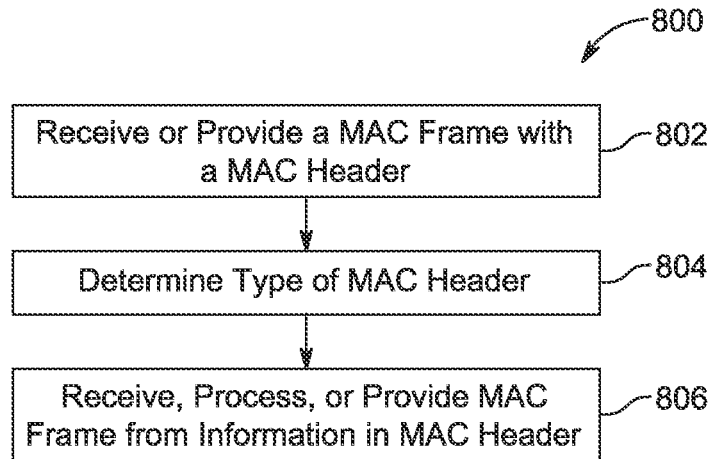 800
Receive or Provide a MAC Frame with
a MAC Header
802
Determine Type of MAC Header
804
Receive, Process, or Provide MAC
Frame from Information in MAC Header
806